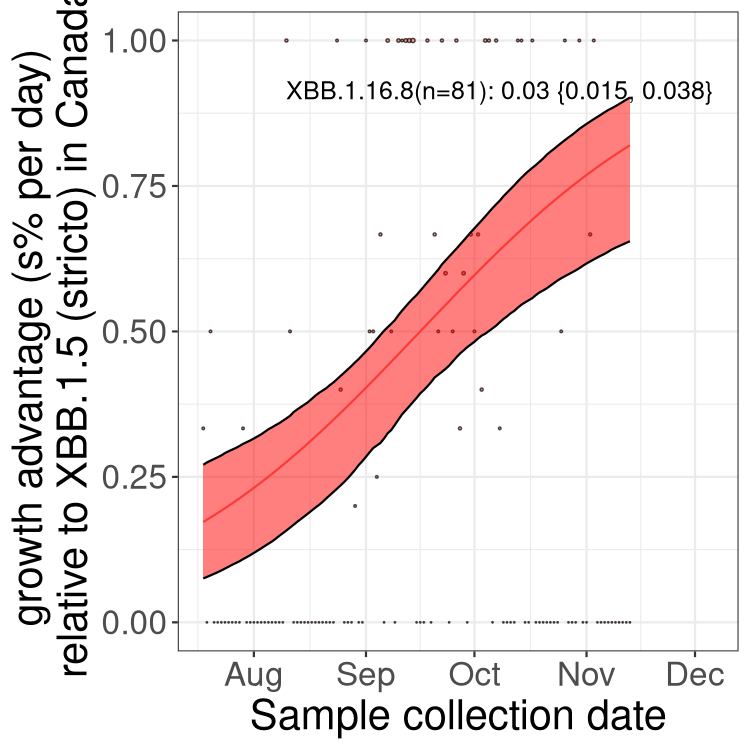 growth advantage (s% per day)
relative to XBB.1.5 (stricto) in Canada
1.00
0.75
0.50
0.25
0.00
XBB.1.16.8(n=81): 0.03 {0.015, 0.038}
Aug Sep Oct Nov Dec
Sample collection date